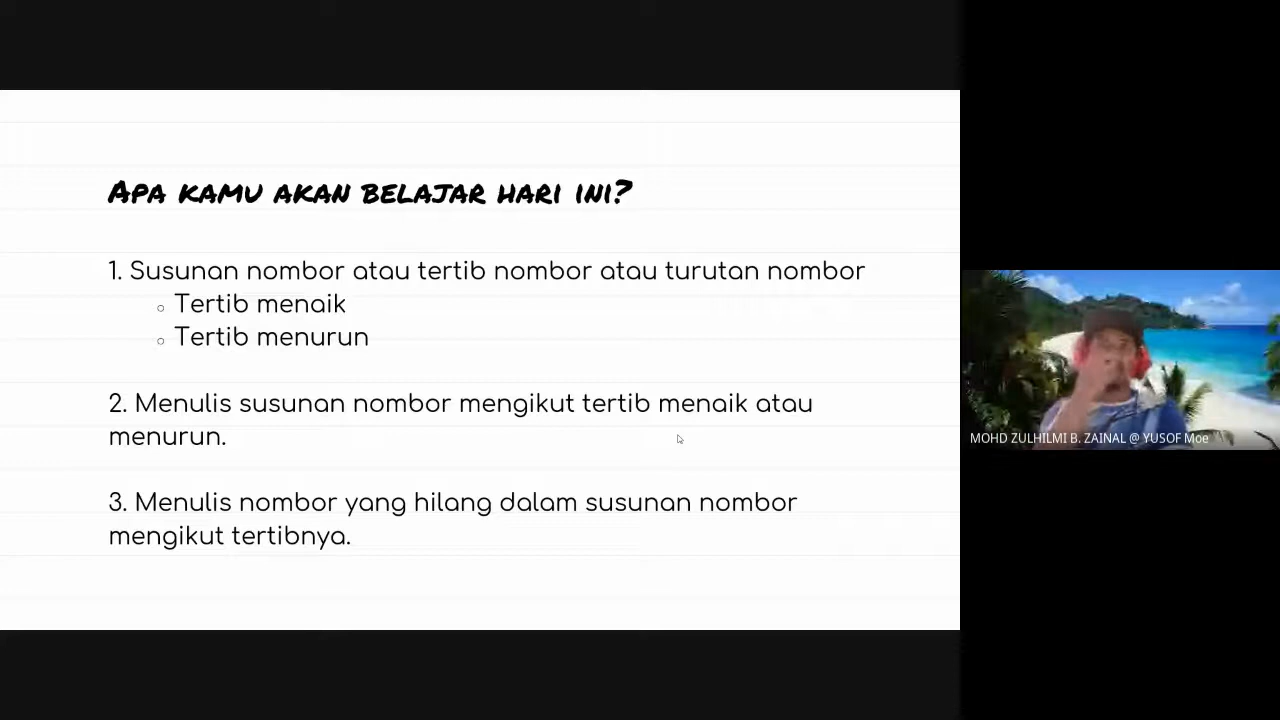 Apa kamu akan belajar hari ini?
1. Susunan nombor atau tertib nombor atau turutan nombor
○ Tertib menaik
○ Tertib menurun
2. Menulis susunan nombor mengikut tertib menaik atau
menurun.
3. Menulis nombor yang hilang dalam susunan nombor
mengikut tertibnya.
MOHD ZULHILMI B. ZAINAL @ YUSOF Moe